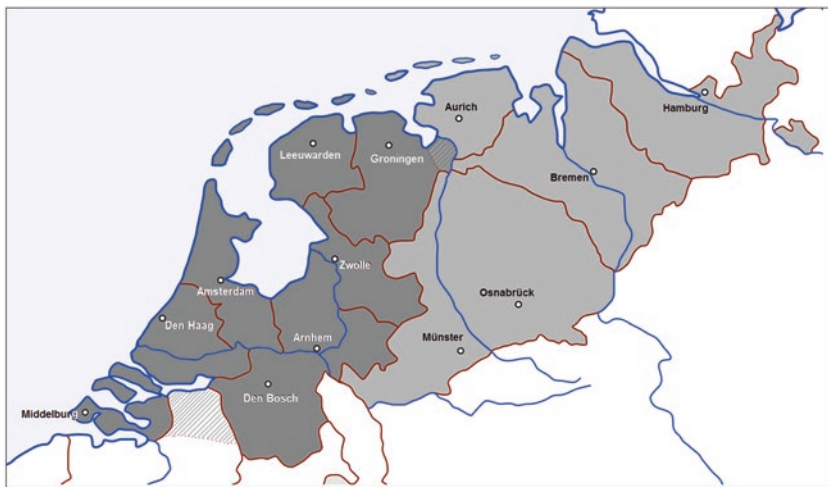 Hamburg
Aurich
Leeuwarden
Groningen
Bremen
Zwolle
Amsterdam
Osnabrück
Den Haag
Arnhem
Münster
Den Bosch
Middelburg